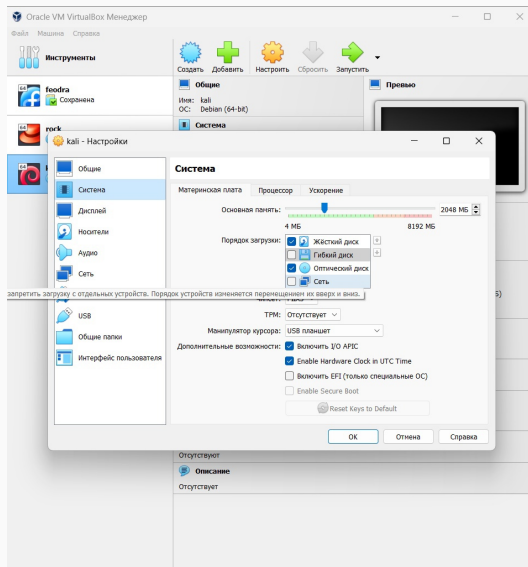 Oracle VM VirtualBox Менеджер
Файл Машина Справка
Инструменты
Создать Добавить Настроить Сбросить Запустить
64 feodra
Сохранена
64 rock
64
Общие
Имя: kali
ОС: Debian (64-bit)
Система
Превью
kali - Настройки
Общие
Система
Дисплей
Носители
Аудио
Сеть
USB
Общие папки
Интерфейс пользователя
Система
Материнская плата Процессор Ускорение
Основная память: 2048 МБ
4 МБ 8192 МБ
Порядок загрузки: Жёсткий диск
Гибкий диск
Оптический диск
Сеть
запретить загрузку с отдельных устройств. Порядок устройств изменяется перемещением их вверх и вниз.
TPM: Отсутствует
Манипулятор курсора: USB планшет
Дополнительные возможности: Включить I/O APIC
Enable Hardware Clock in UTC Time
Включить EFI (только специальные ОС)
Enable Secure Boot
Reset Keys to Default
OK Отмена Справка
Отсутствуют
Описание
Отсутствует